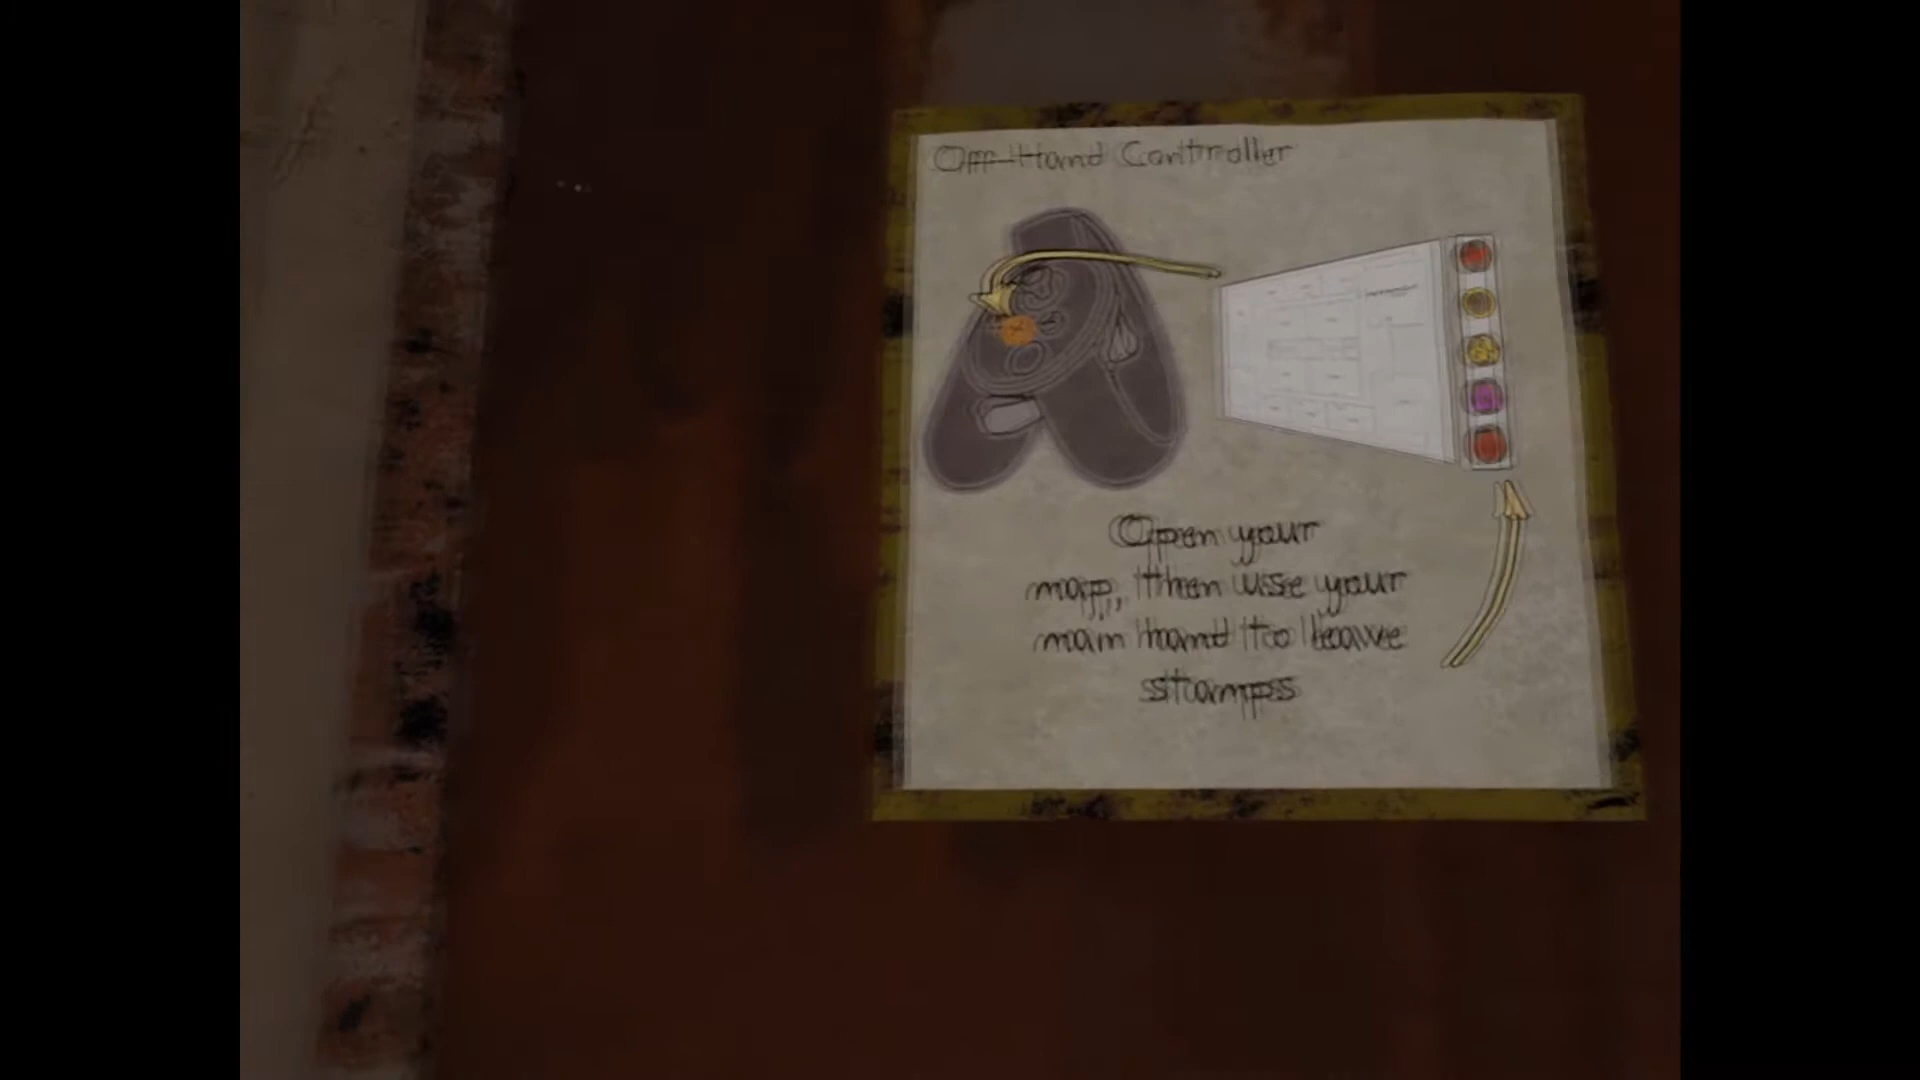 Off-Hand Controller
Open your
map, then use your
main hand to leave
stamps